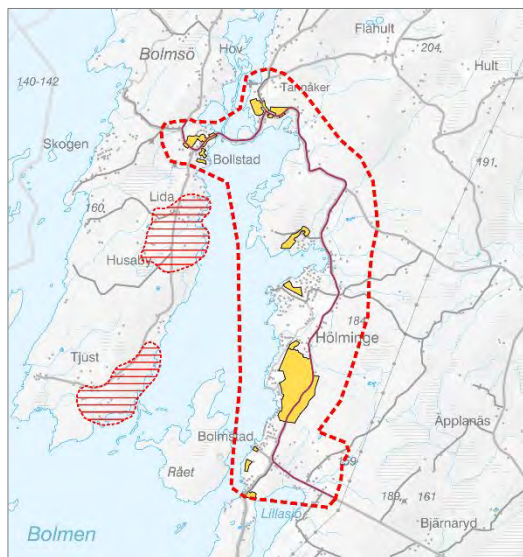 Hov
Flahult
Bolmsö
204.
Hult
140-142
Tannåker
Skogen
191.
Bollstad
Lida
160.
Husaby
184.
Hölminge
Tjust
Bolmstad
Rået
Applanäs
189
161
Lillasjö
Bolmen
Bjärnaryd